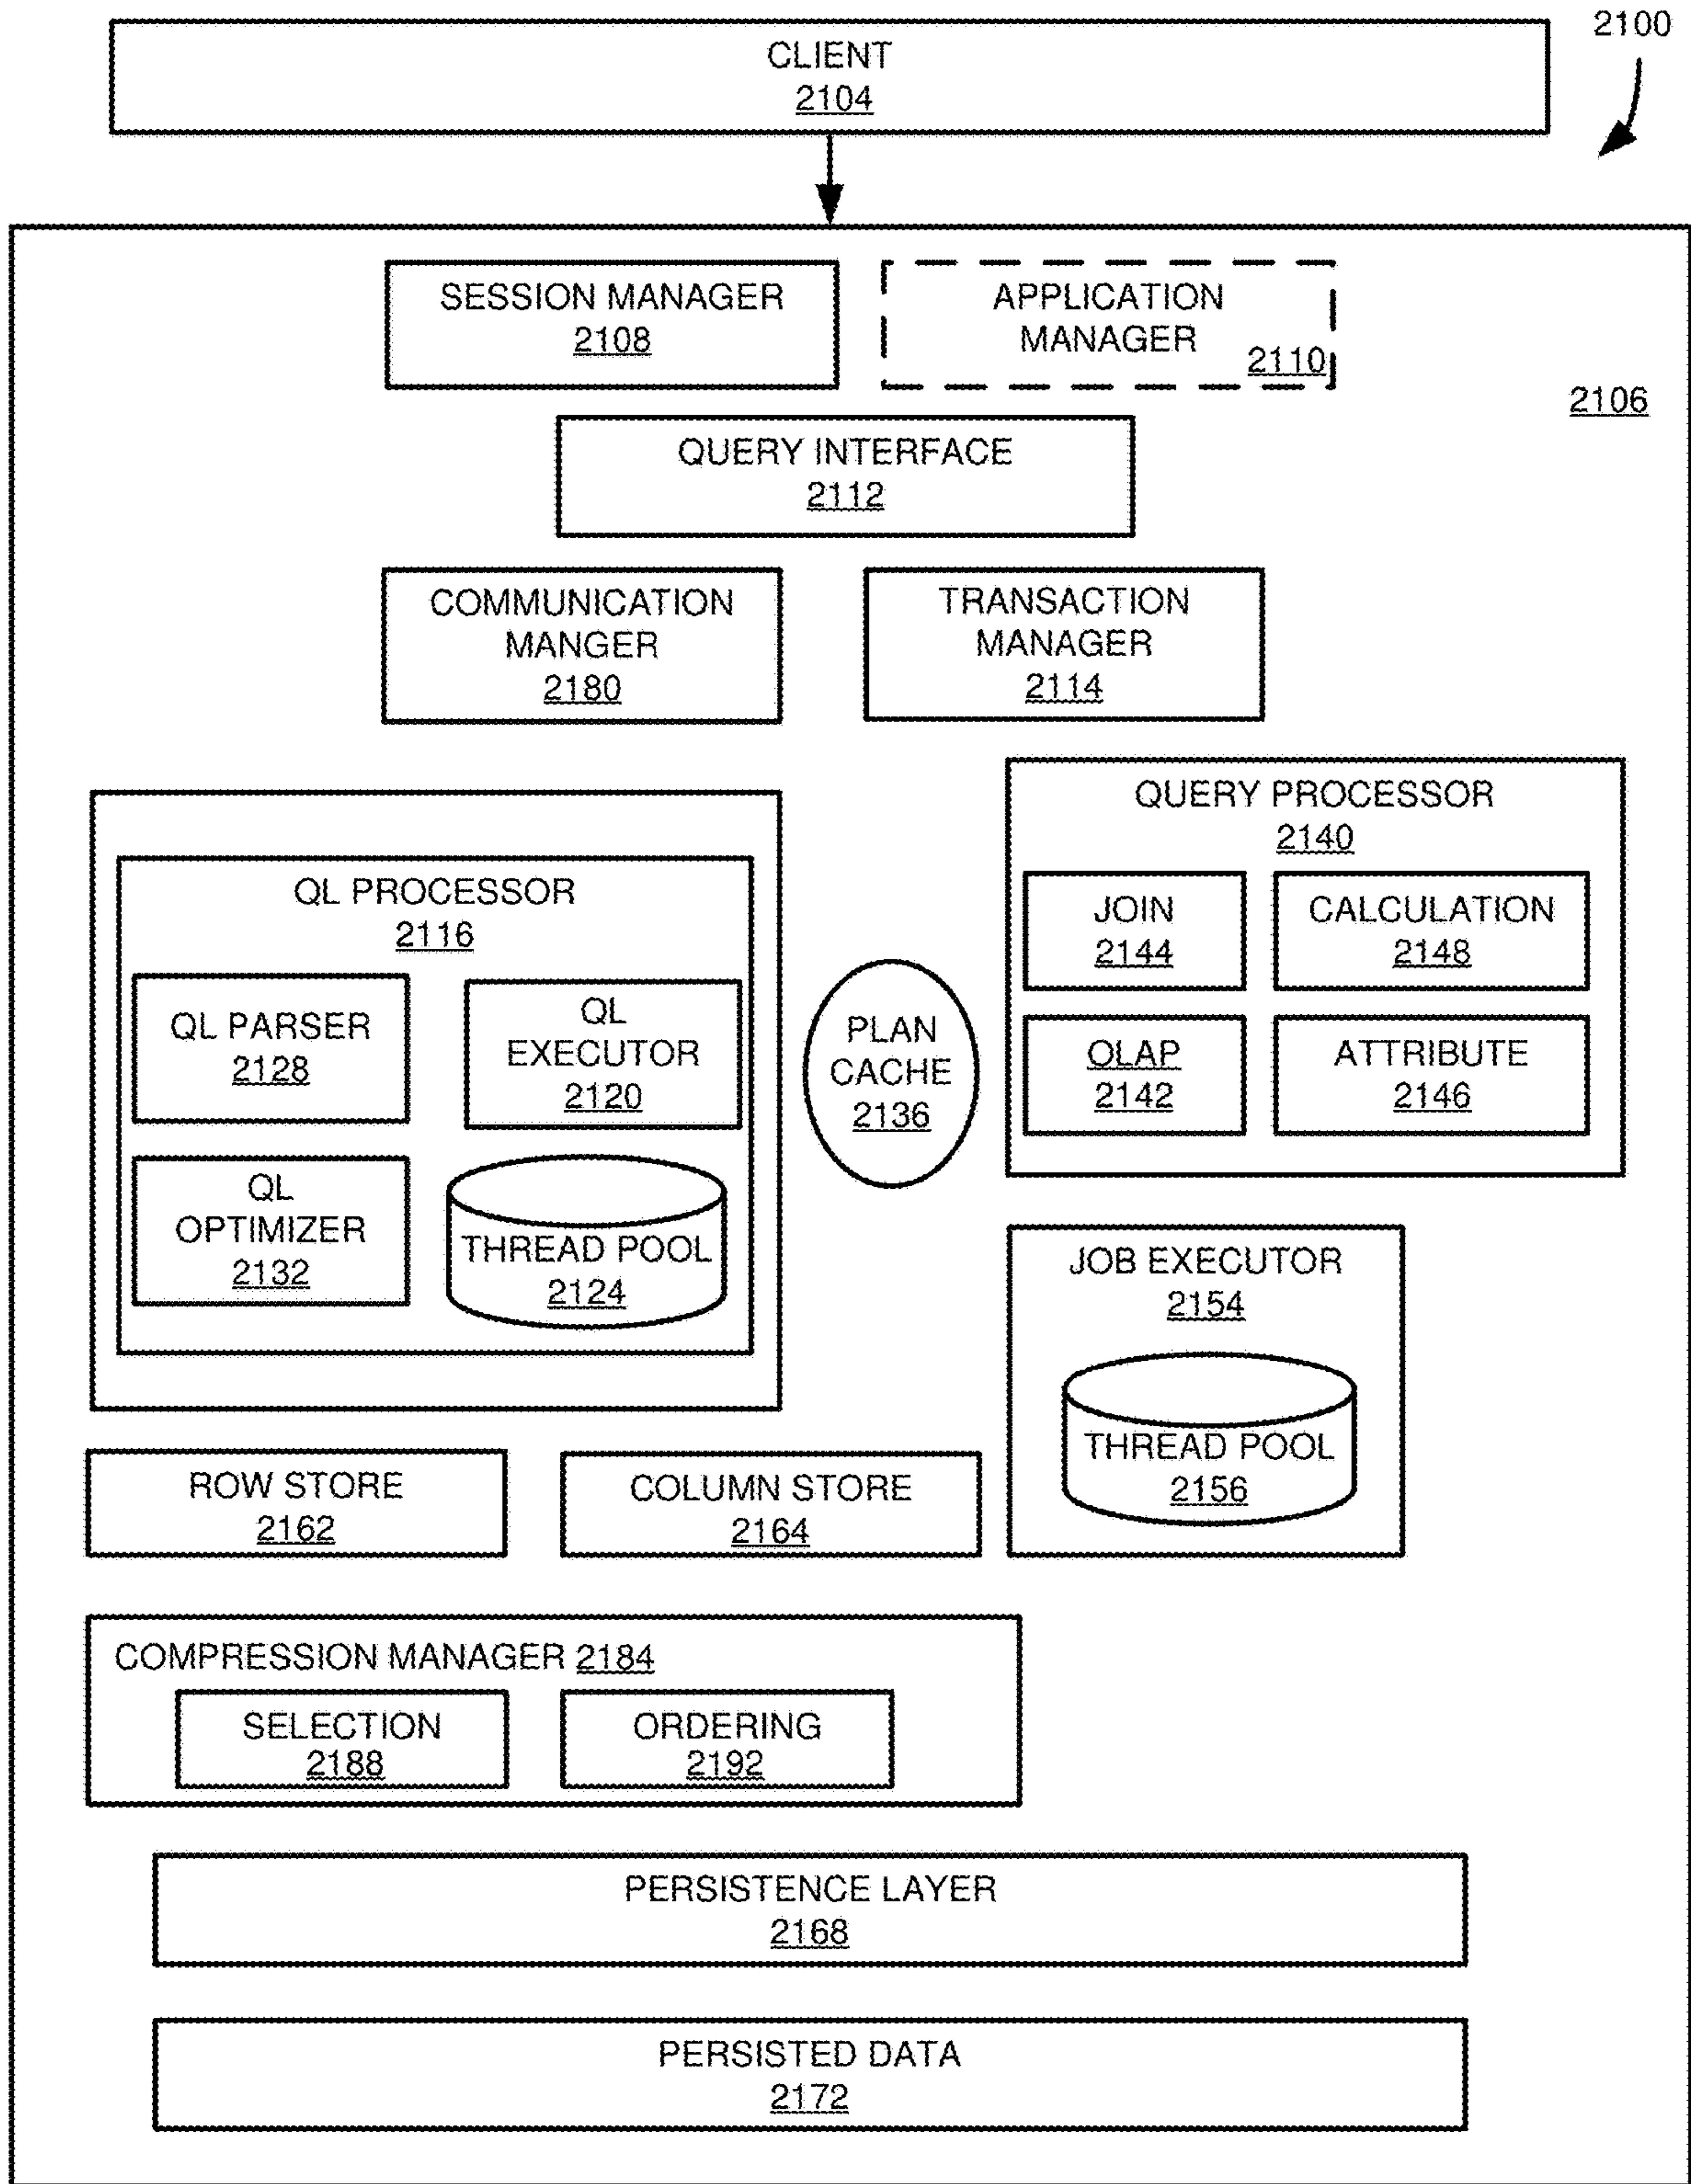 2100
CLIENT
2104
SESSION MANAGER
2108
APPLICATION
MANAGER
2110
2106
QUERY INTERFACE
2112
COMMUNICATION
MANGER
2180
TRANSACTION
MANAGER
2114
QL PROCESSOR
2116
QL PARSER
2128
QL
EXECUTOR
2120
QL
OPTIMIZER
2132
THREAD POOL
2124
PLAN
CACHE
2136
QUERY PROCESSOR
2140
JOIN
2144
CALCULATION
2148
OLAP
2142
ATTRIBUTE
2146
JOB EXECUTOR
2154
THREAD POOL
2156
ROW STORE
2162
COLUMN STORE
2164
COMPRESSION MANAGER 2184
SELECTION
2188
ORDERING
2192
PERSISTENCE LAYER
2168
PERSISTED DATA
2172